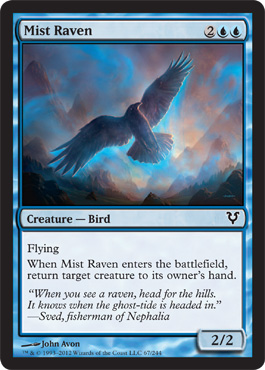 Mist Raven 2
Creature — Bird
Flying
When Mist Raven enters the battlefield,
return target creature to its owner's hand.
"When you see a raven, head for the hills.
It knows when the ghost-tide is headed in."
—Sved, fisherman of Nephalia
2/2
John Avon
™ & © 1993–2012 Wizards of the Coast LLC 67/244